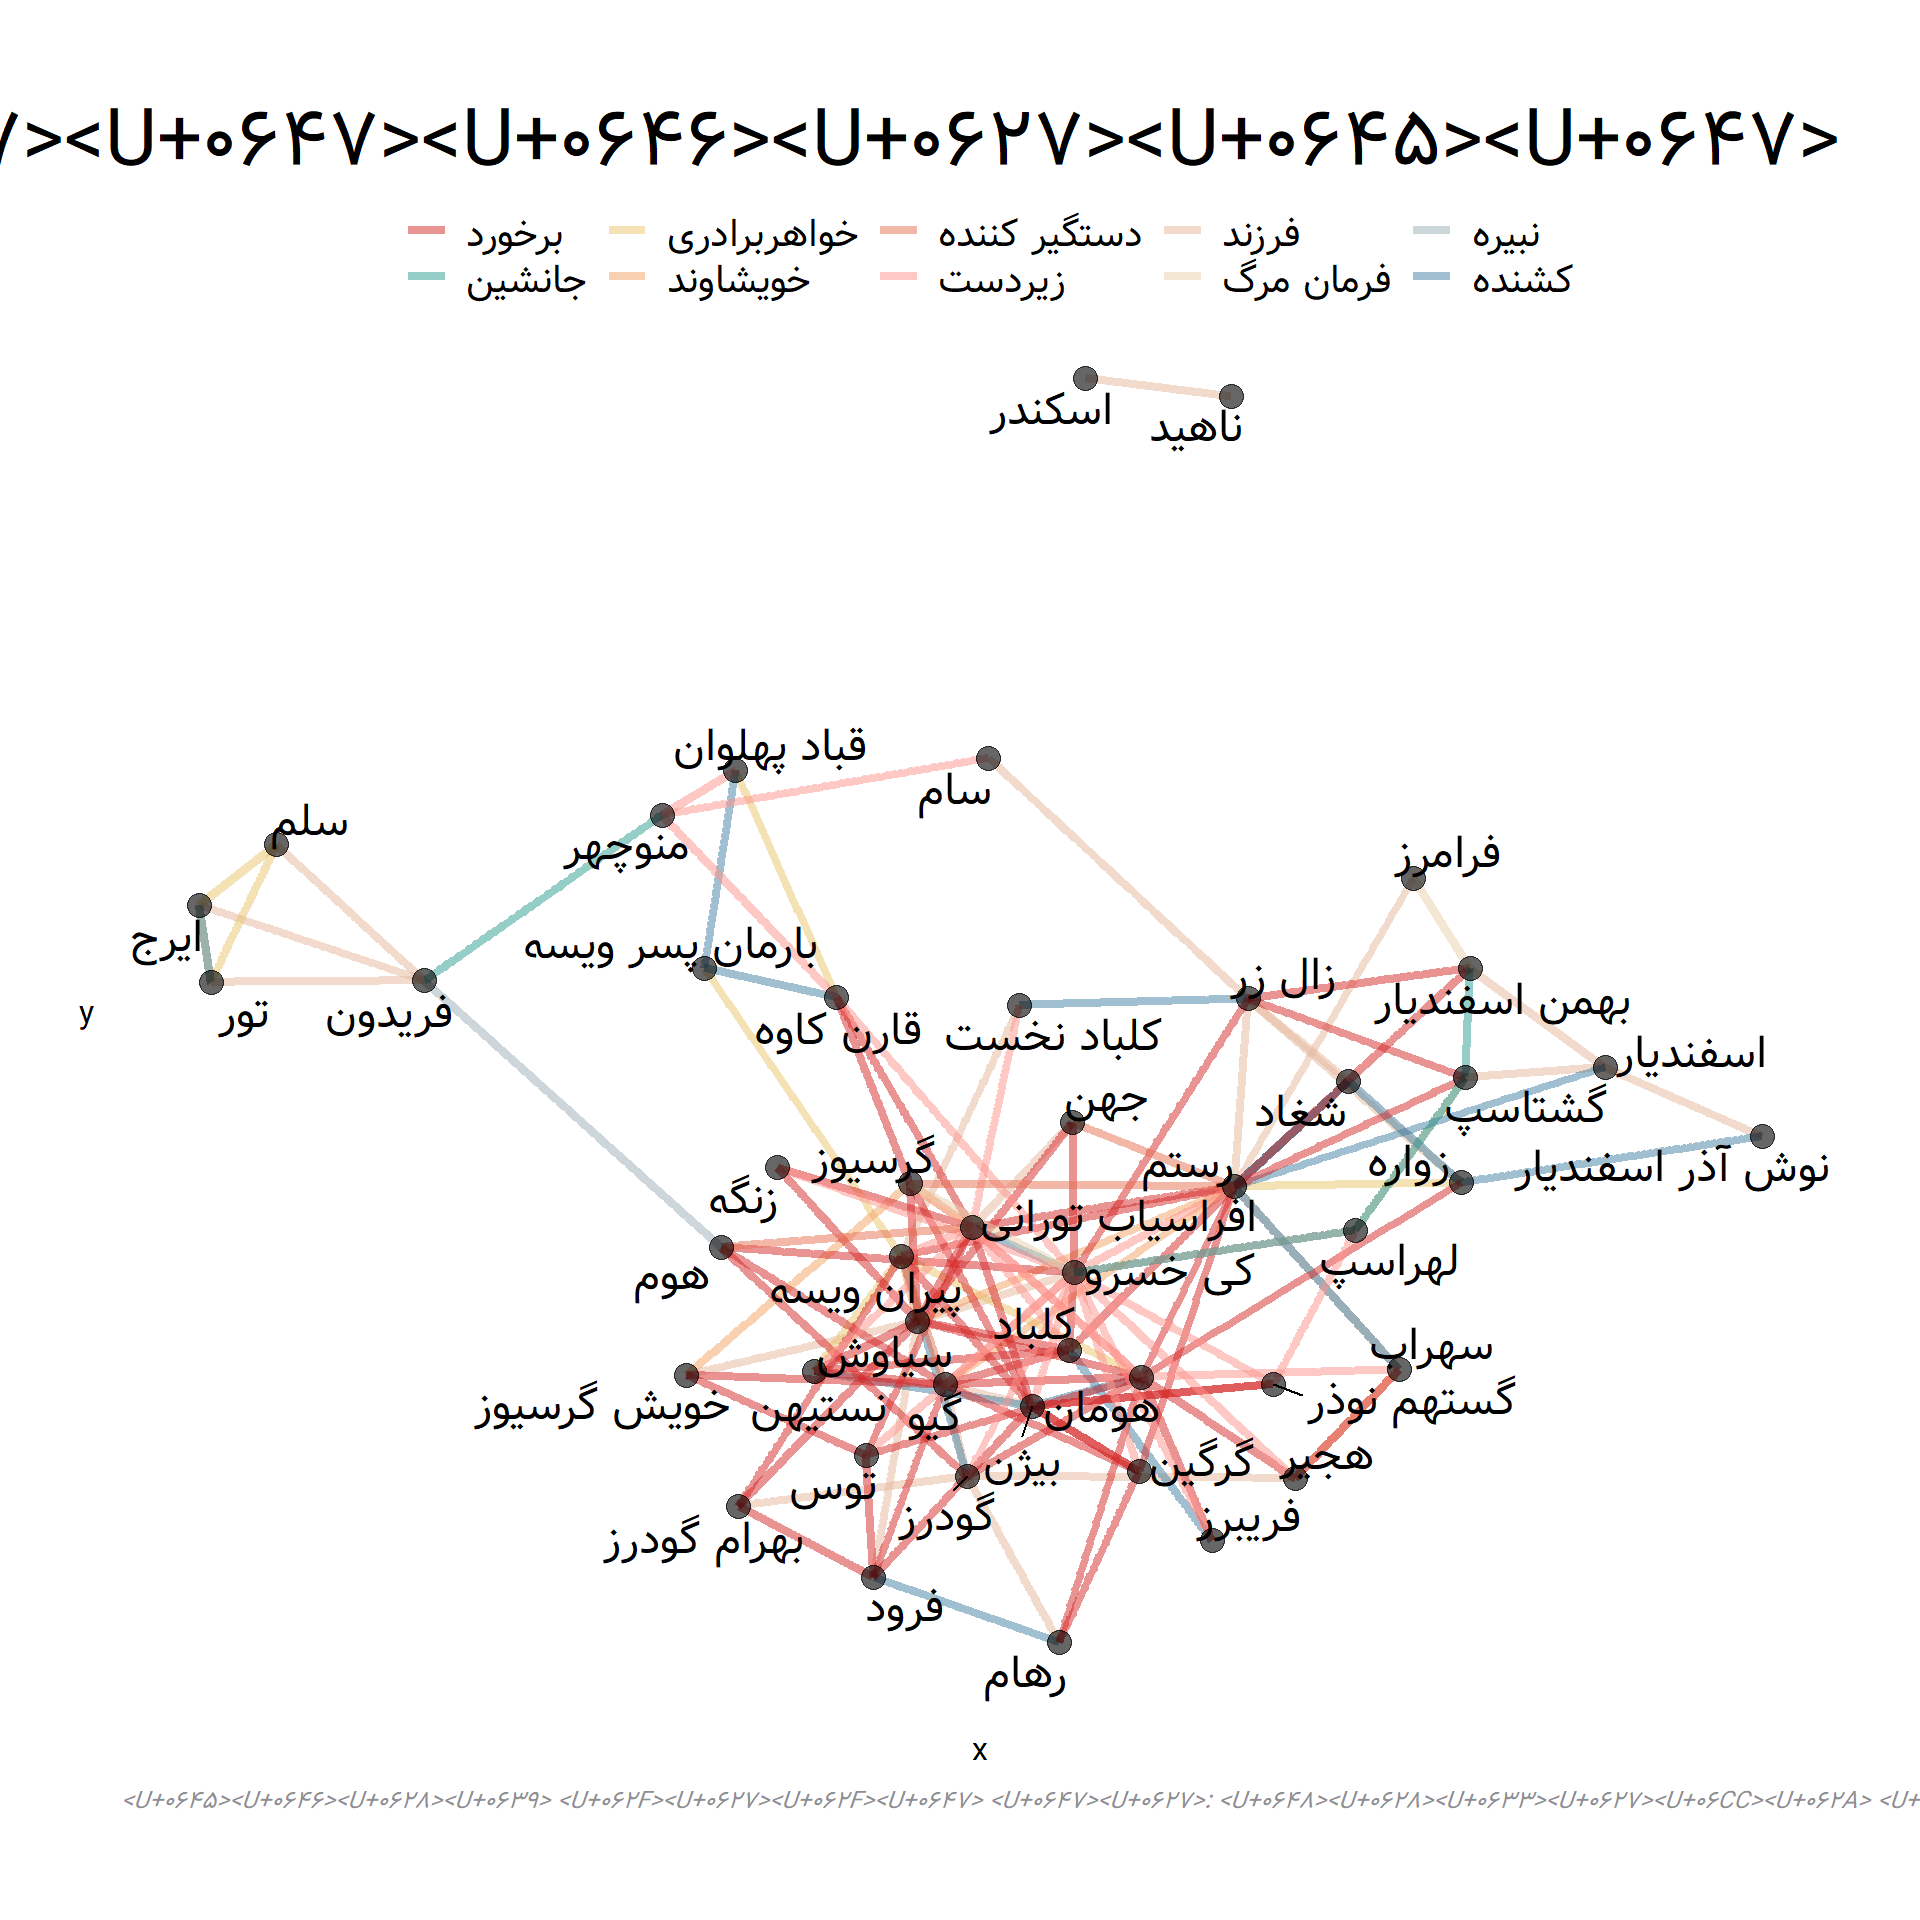 ><U+۰۶۴۷><U+۰۶۴۶><U+۰۶۲۷><U+۰۶۴۵><U+۰۶۴۷>
برخورد
خواهربرادری
دستگیر کننده
فرزند
نبیره
جانشین
خویشاوند
زیردست
فرمان مرگ
کشنده
اسکندر
ناهید
قباد پهلوان
سام
سلم
منوچهر
فرامرز
ایرج
بارمان پسر ویسه
زال زر
بهمن اسفندیار
y
تور
فریدون
قارن کاوه
کلباد نخست
اسفندیار
جهن
شغاد
گشتاسپ
گرسیوز
رستم
زواره
نوش آذر اسفندیار
زنگه
افراسیاب تورانی
هوم
پیران ویسه
کی خسرو
لهراسپ
کلباد
سیاوش
سهراب
خویش گرسیوز
نستیهن
گیو
هومان
گستهم نوذر
توس
بیژن
گرگین
هجیر
بهرام گودرز
گودرز
فریبرز
فرود
رهام
x
<U+۰۶۴۵><U+۰۶۴۶><U+۰۶۲۸><U+۰۶۳۹> <U+۰۶۲F><U+۰۶۲۷><U+۰۶۲F><U+۰۶۴۷> <U+۰۶۴۷><U+۰۶۲۷>: <U+۰۶۴۸><U+۰۶۲۸><U+۰۶۳۳><U+۰۶۲۷><U+۰۶CC><U+۰۶۲A> <U+